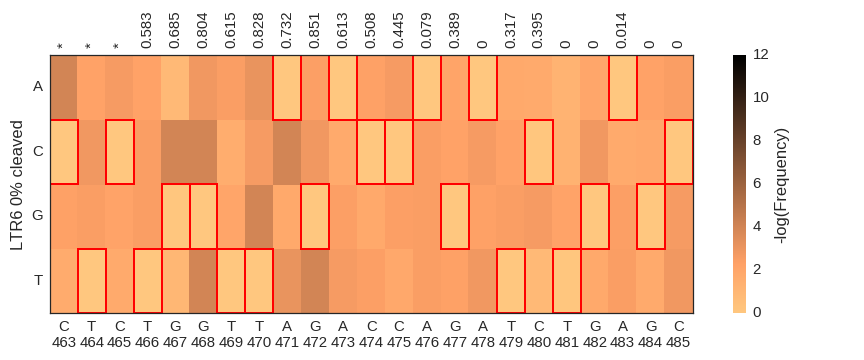 * * * 0.583 0.685 0.804 0.615 0.828 0.732 0.851 0.613 0.508 0.445 0.079 0.389 0 0.317 0.395 0 0 0.014 0 0
LTR6 0% cleaved
A
C
G
T
C T C T G G T T A G A C C A G A T C T G A G C
463 464 465 466 467 468 469 470 471 472 473 474 475 476 477 478 479 480 481 482 483 484 485
12
10
8
6
4
2
0
-log(Frequency)